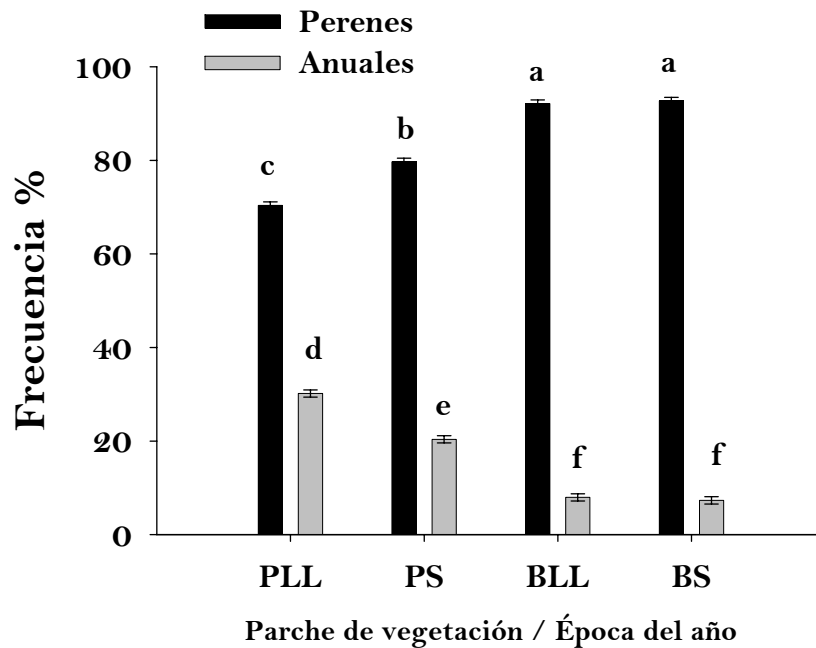 Perenes
Anuales
Frecuencia %
100
80
60
40
20
0
c
d
b
e
a
f
a
f
PLL PS BLL BS
Parche de vegetación / Época del año